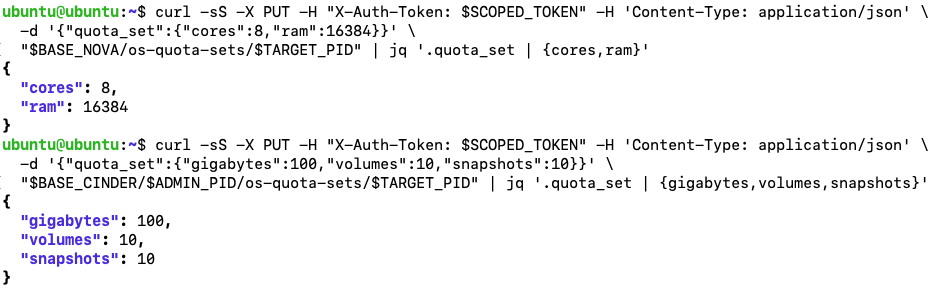 ubuntu@ubuntu:~$ curl -sS -X PUT -H "X-Auth-Token: $SCOPED_TOKEN" -H 'Content-Type: application/json' \
  -d '{"quota_set":{"cores":8,"ram":16384}}' \
  "$BASE_NOVA/os-quota-sets/$TARGET_PID" | jq '.quota_set | {cores,ram}'
{
  "cores": 8,
  "ram": 16384
}
ubuntu@ubuntu:~$ curl -sS -X PUT -H "X-Auth-Token: $SCOPED_TOKEN" -H 'Content-Type: application/json' \
  -d '{"quota_set":{"gigabytes":100,"volumes":10,"snapshots":10}}' \
  "$BASE_CINDER/$ADMIN_PID/os-quota-sets/$TARGET_PID" | jq '.quota_set | {gigabytes,volumes,snapshots}'
{
  "gigabytes": 100,
  "volumes": 10,
  "snapshots": 10
}